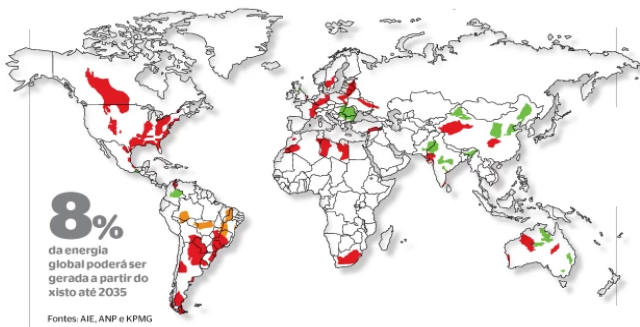 8%
da energia
global poderá ser
gerada a partir do
xisto até 2035
Fontes: AIE, ANP e KPMG